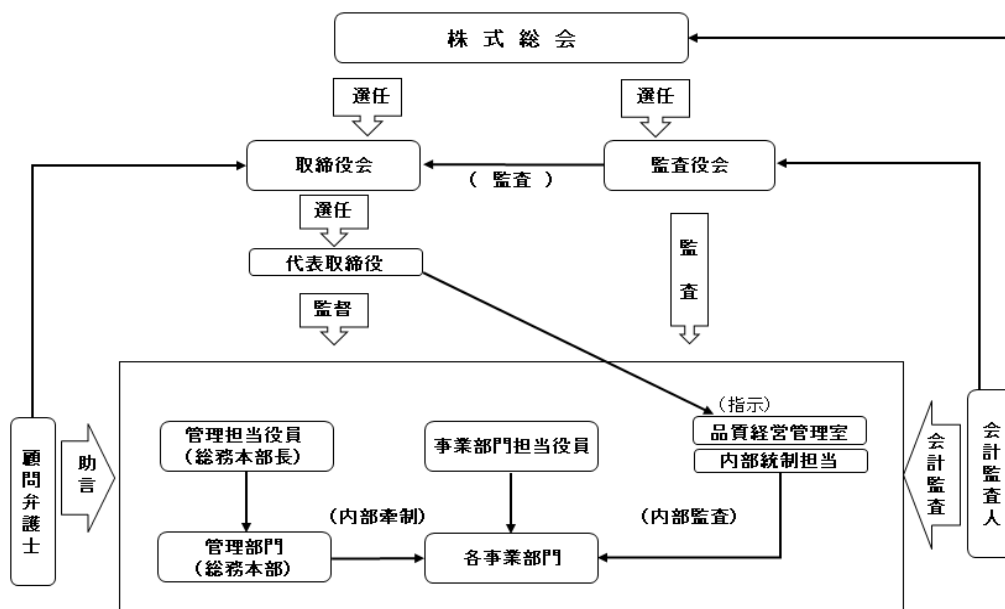 株 式 総 会
選任
選任
取締役会
( 監査 )
監査役会
選任
代表取締役
監督
監
査
(指示)
管理担当役員
(総務本部長)
事業部門担当役員
品質経営管理室
内部統制担当
顧問弁護士
助言
会計監査
会計監査人
(内部牽制)
(内部監査)
管理部門
(総務本部)
各事業部門